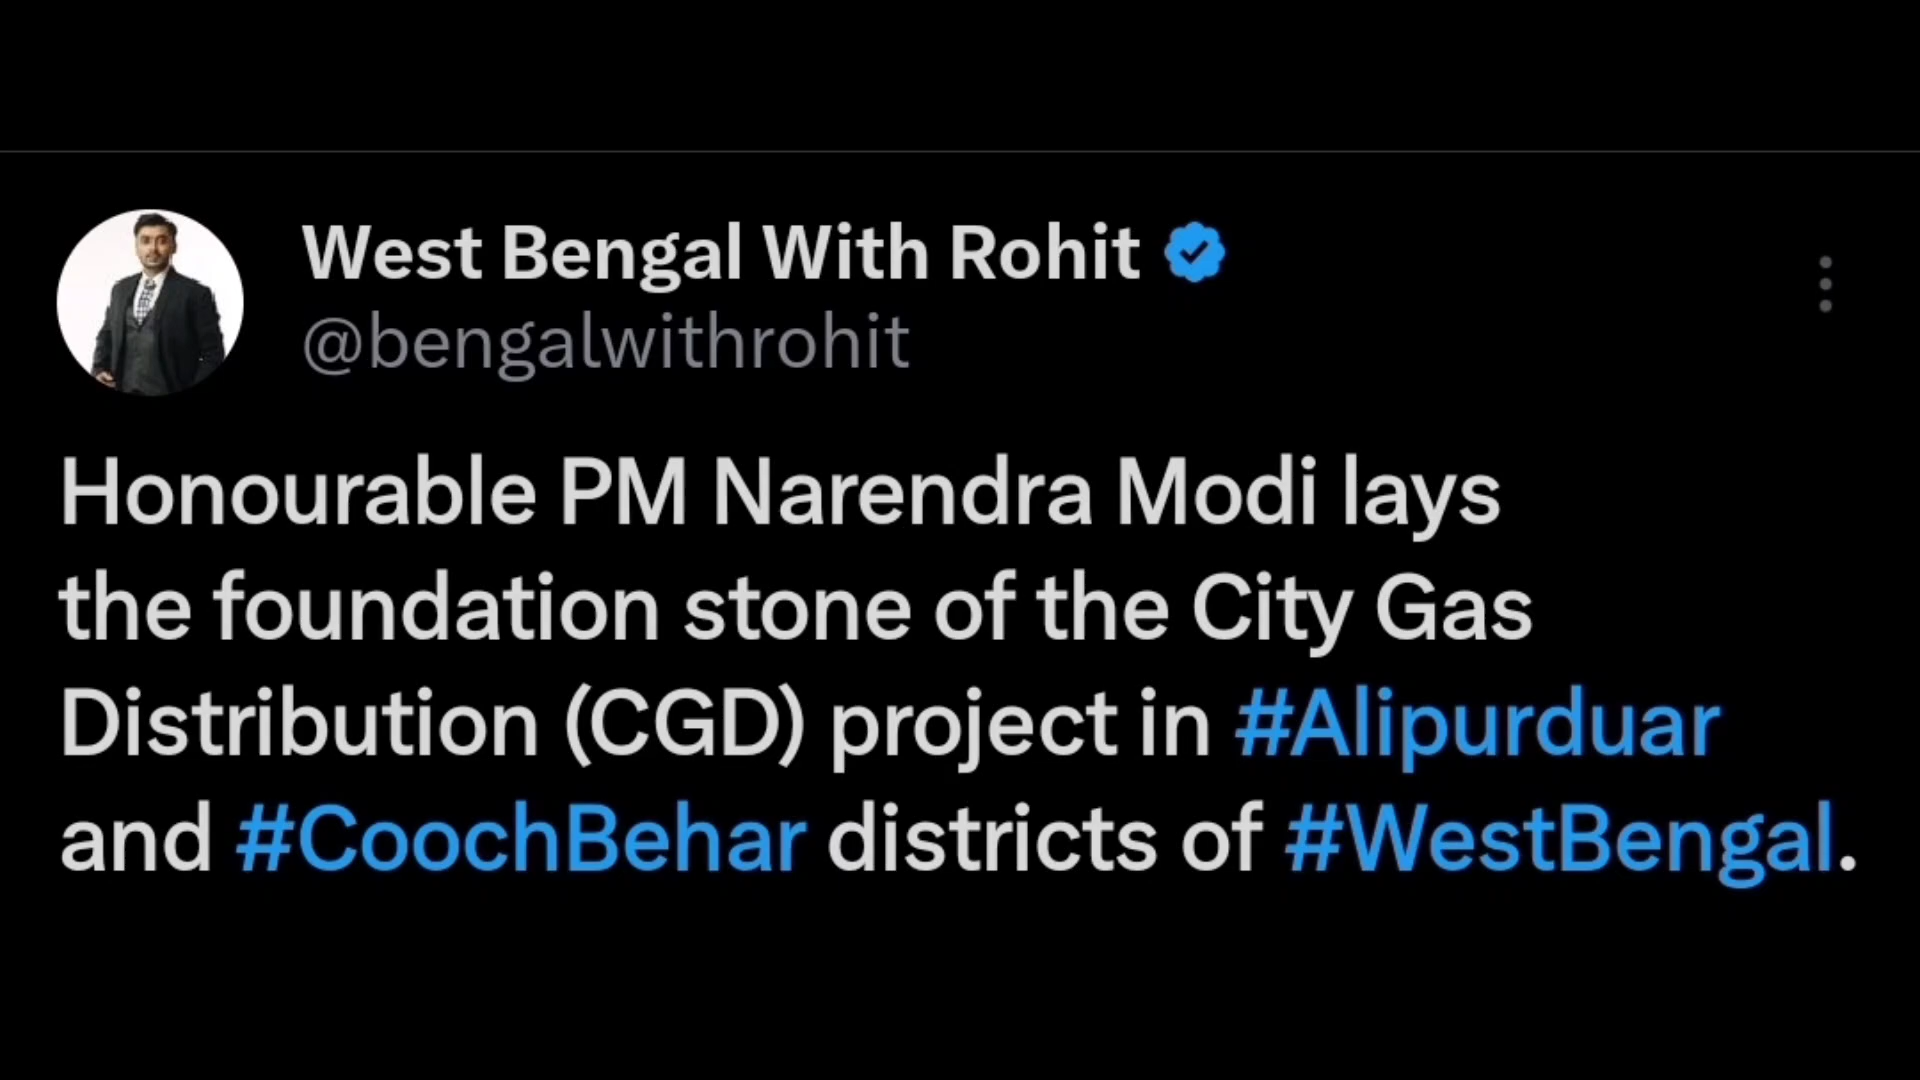 West Bengal With Rohit
@bengalwithrohit
Honourable PM Narendra Modi lays
the foundation stone of the City Gas
Distribution (CGD) project in #Alipurduar
and #CoochBehar districts of #WestBengal.